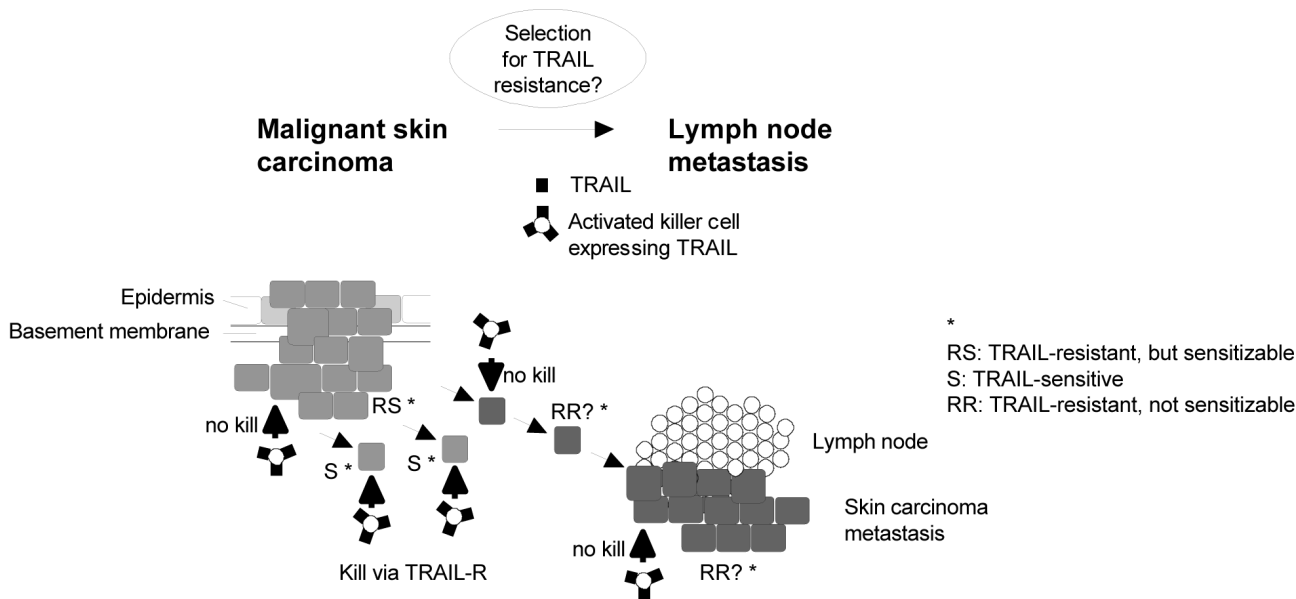 Selection
for TRAIL
resistance?
Malignant skin
carcinoma
Lymph node
metastasis
TRAIL
Activated killer cell
expressing TRAIL
Epidermis
Basement membrane
no kill
RS *
no kill
RR? *
S *
S *
Kill via TRAIL-R
*
RS: TRAIL-resistant, but sensitizable
S: TRAIL-sensitive
RR: TRAIL-resistant, not sensitizable
Lymph node
Skin carcinoma
metastasis
no kill
RR? *